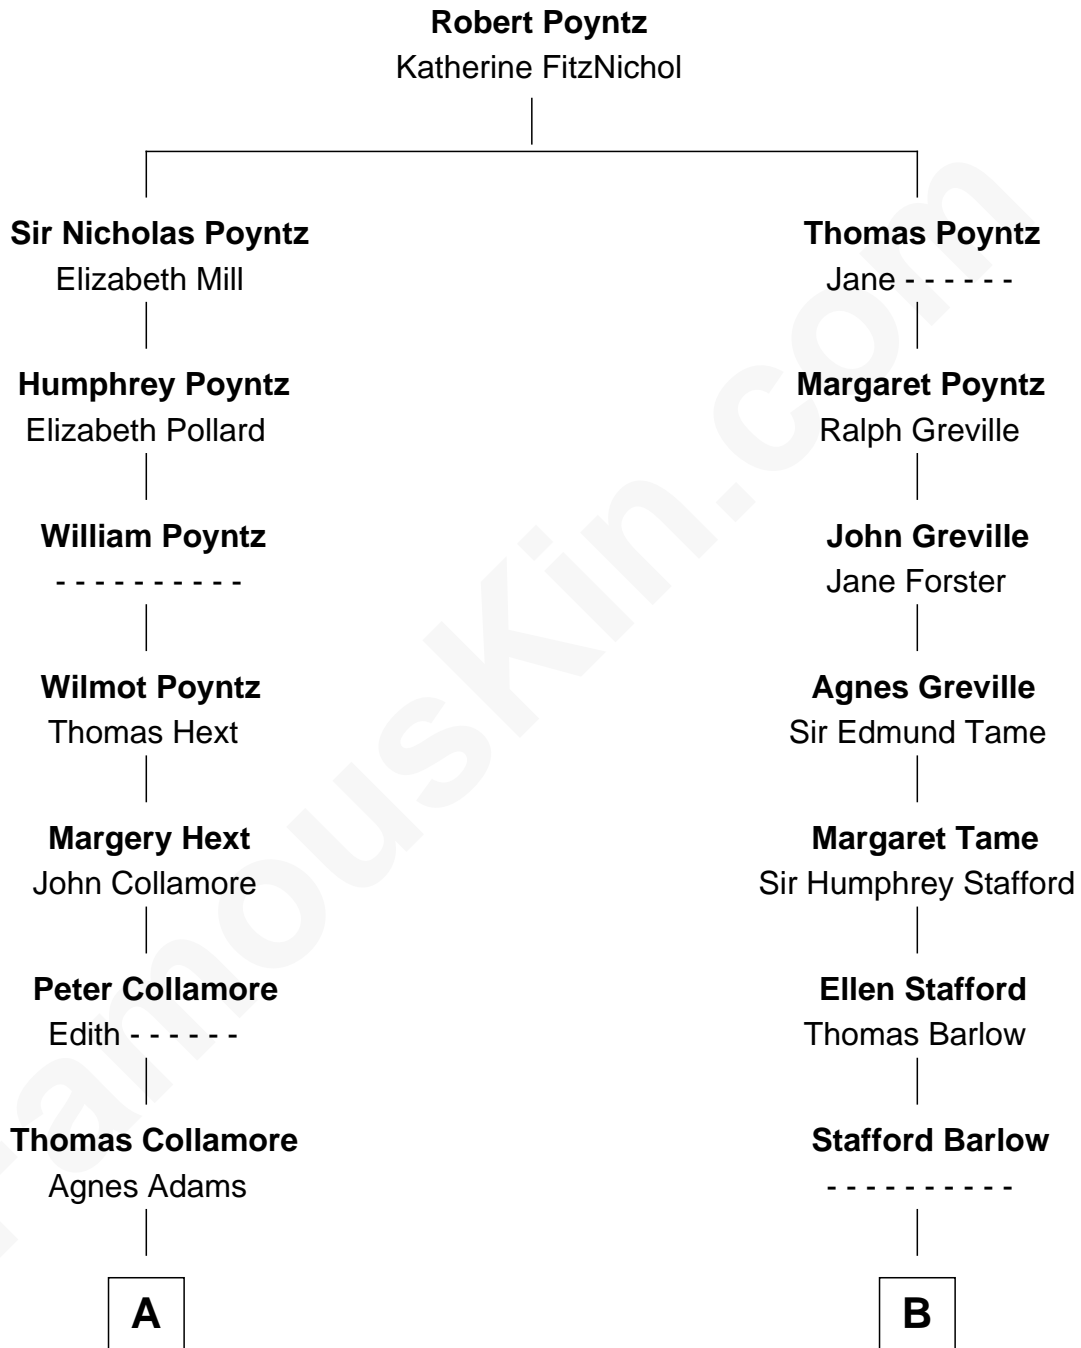 Robert Poyntz
Katherine FitzNichol
Sir Nicholas Poyntz
Elizabeth Mill
Thomas Poyntz
Jane - - - - - -
Humphrey Poyntz
Elizabeth Pollard
Margaret Poyntz
Ralph Greville
William Poyntz
- - - - - - - - - -
John Greville
Jane Forster
Wilmot Poyntz
Thomas Hext
Agnes Greville
Sir Edmund Tame
Margery Hext
John Collamore
Margaret Tame
Sir Humphrey Stafford
Peter Collamore
Edith - - - - - -
Ellen Stafford
Thomas Barlow
Thomas Collamore
Agnes Adams
Stafford Barlow
- - - - - - - - - -
A
B
FamousKin.com